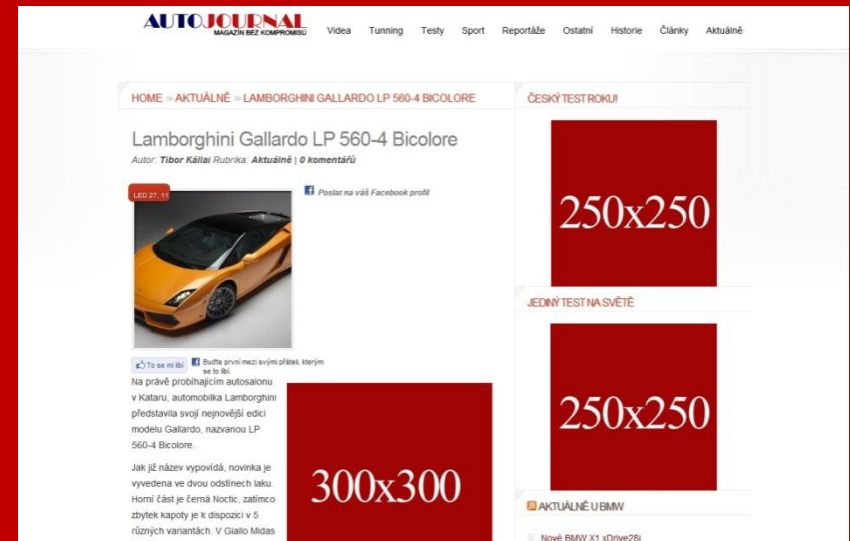 AUTOJOURNAL
MAGAZÍN BEZ KOMPROMISŮ
Videa Tunning Testy Sport Reportáže Ostatní Historie Články Aktuálně
HOME » AKTUÁLNĚ » LAMBORGHINI GALLARDO LP 560-4 BICOLORE
Lamborghini Gallardo LP 560-4 Bicolore
Autor: Tibor Kállai Rubrika: Aktuálně | 0 komentářů
LED 27, 11
Poslat na váš Facebook profil
To se mi líbí
Buďte první mezi svými přáteli, kterým
se to líbí.
Na právě probíhajícím autosalonu
v Kataru, automobilka Lamborghini
představila svojí nejnovější edici
modelu Gallardo, nazvanou LP
560-4 Bicolore.
Jak již název vypovídá, novinka je
vyvedena ve dvou odstínech laku.
Horní část je černá Noctic, zatímco
zbytek kapoty je k dispozici v 5
různých variantách. V Giallo Midas
300x300
ČESKÝ TEST ROKU!
250x250
JEDINÝ TEST NA SVĚTĚ
250x250
AKTUÁLNĚ U BMW
Nové BMW X1 xDrive28i